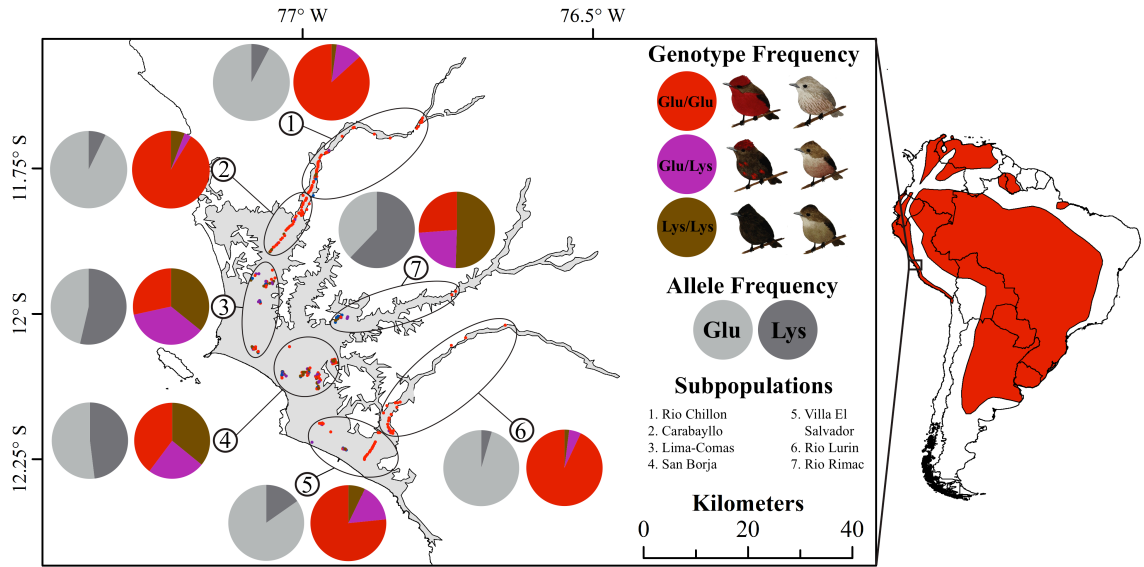 77° W
76.5° W
11.75° S
12° S
12.25° S
1
2
3
4
5
6
7
Genotype Frequency
Glu/Glu
Glu/Lys
Lys/Lys
Allele Frequency
Glu
Lys
Subpopulations
1. Rio Chillon
2. Carabayllo
3. Lima-Comas
4. San Borja
5. Villa El
Salvador
6. Rio Lurin
7. Rio Rimac
Kilometers
0
20
40